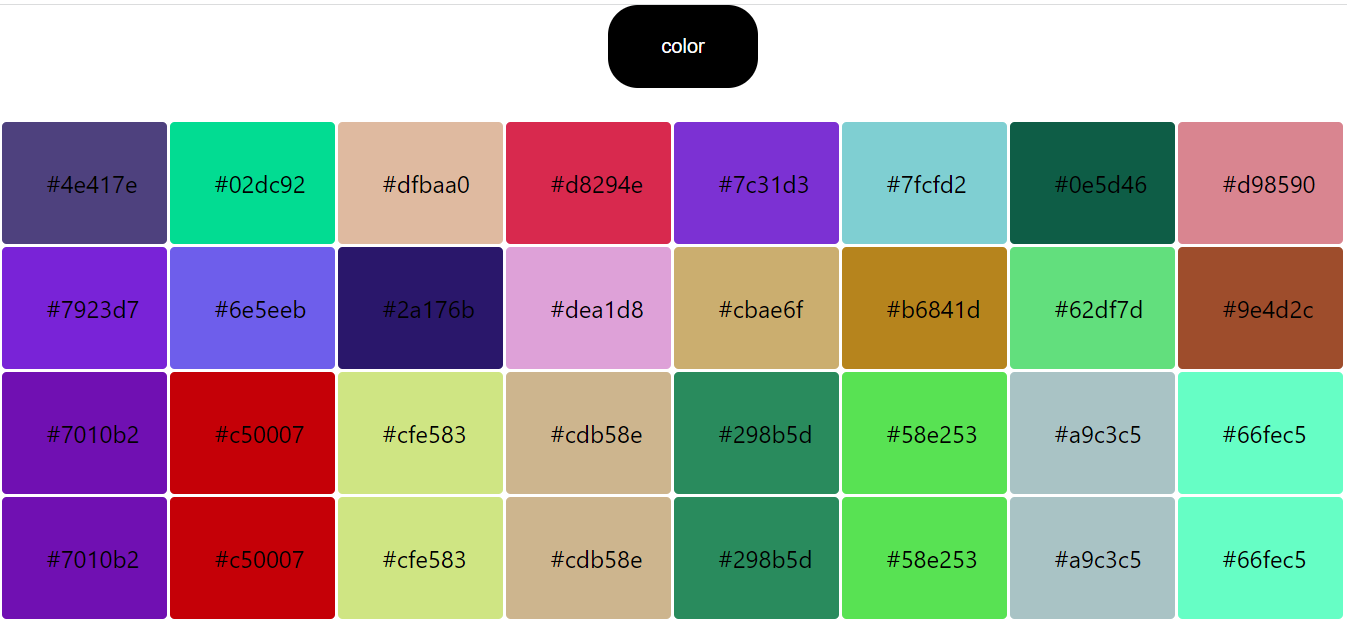 color
#4e417e #02dc92 #dfbaa0 #d8294e #7c31d3 #7fcfd2 #0e5d46 #d98590
#7923d7 #6e5eeb #2a176b #dea1d8 #cbae6f #b6841d #62df7d #9e4d2c
#7010b2 #c50007 #cfe583 #cdb58e #298b5d #58e253 #a9c3c5 #66fec5
#7010b2 #c50007 #cfe583 #cdb58e #298b5d #58e253 #a9c3c5 #66fec5